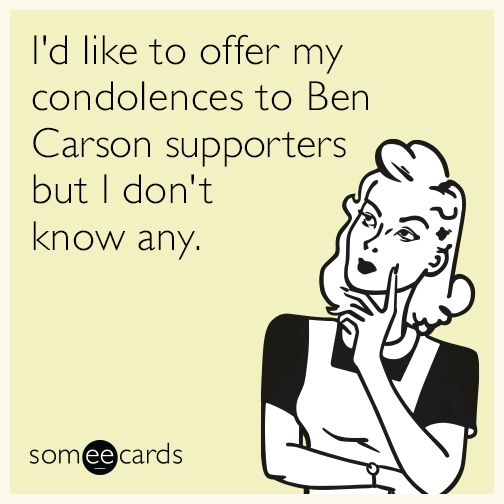 I'd like to offer my
condolences to Ben
Carson supporters
but I don't
know any.
someecards